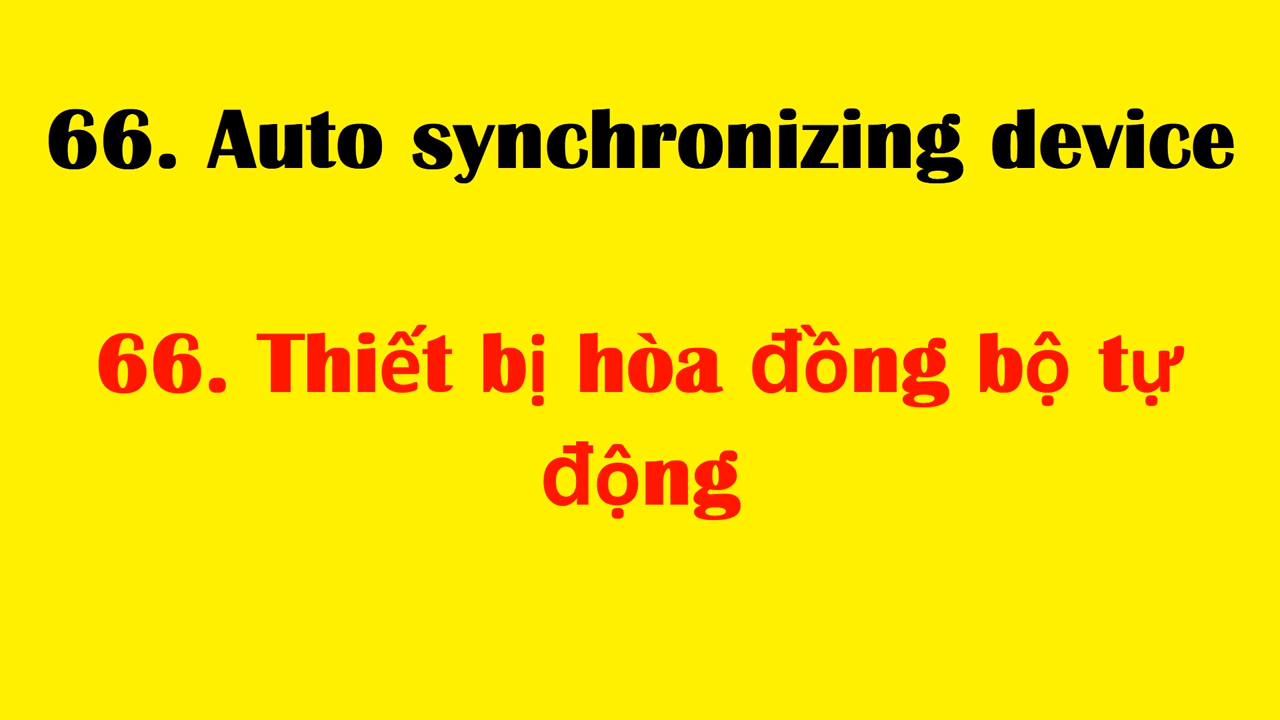 66. Auto synchronizing device
66. Thiết bị hòa đồng bộ tự
động